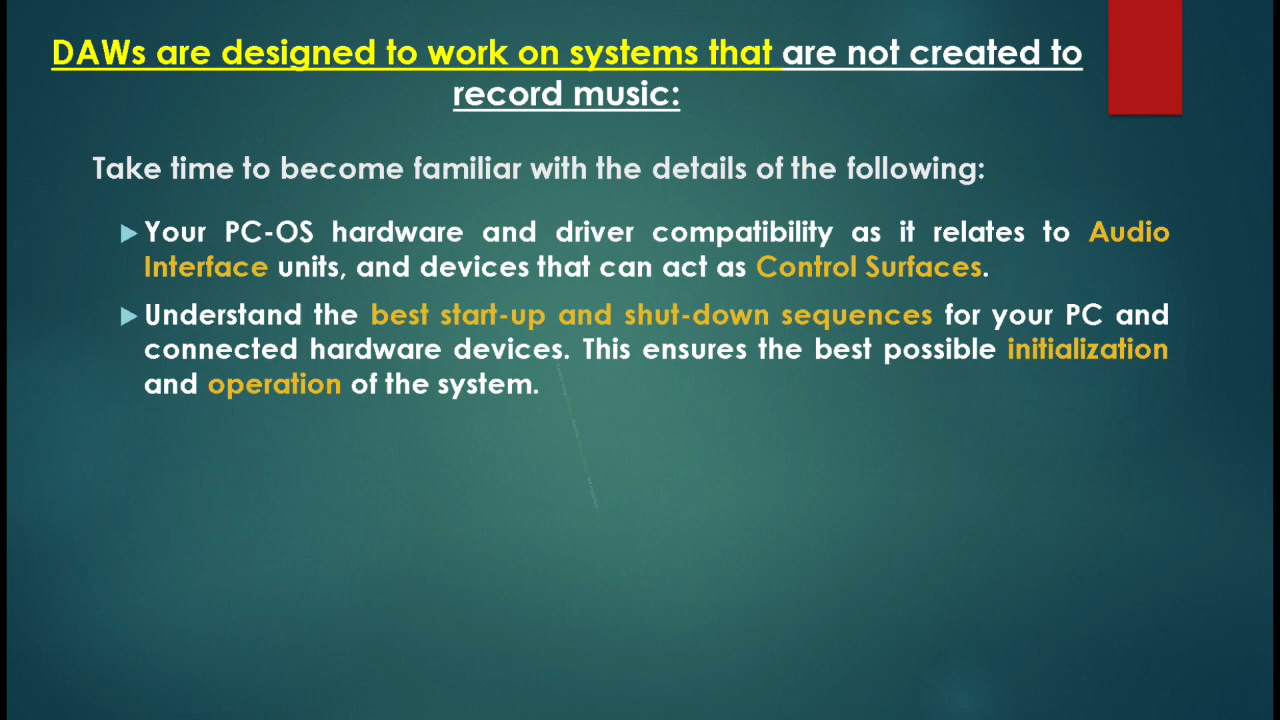 DAWs are designed to work on systems that are not created to
record music:
Take time to become familiar with the details of the following:
Your PC-OS hardware and driver compatibility as it relates to Audio
Interface units, and devices that can act as Control Surfaces.
Understand the best start-up and shut-down sequences for your PC and
connected hardware devices. This ensures the best possible initialization
and operation of the system.